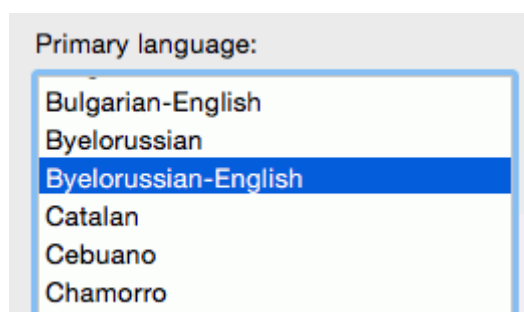 Primary language:
Bulgarian-English
Byelorussian
Byelorussian-English
Catalan
Cebuano
Chamorro